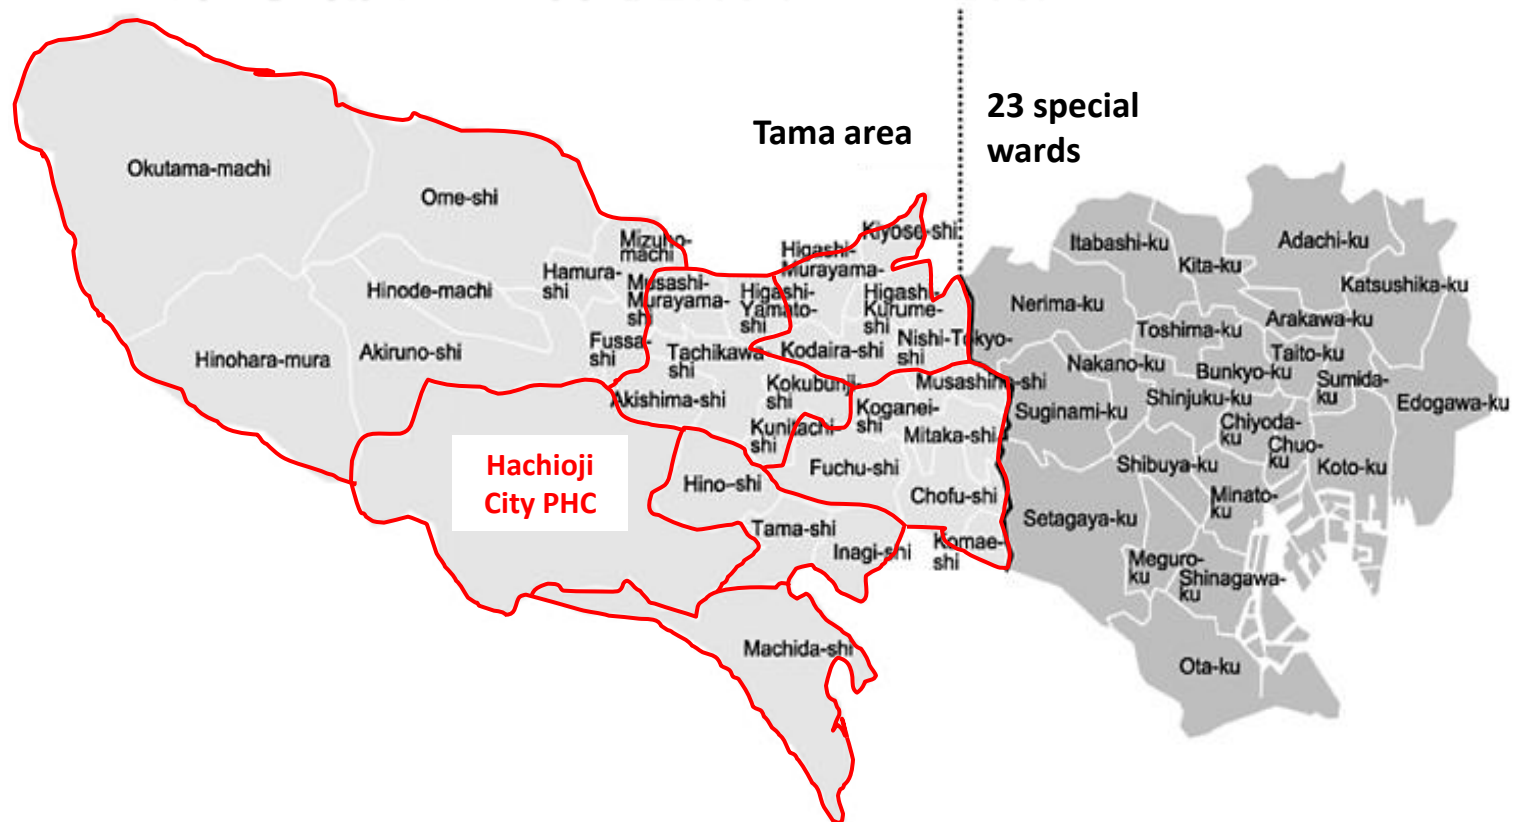 23 special
wards
Tama area
Okutama-machi
Ome-shi
Mizuho-
machi
Hamura-
shi
Hinode-machi
Musashi-
Murayama-
shi
Hinohara-mura
Akiruno-shi
Fussa-
shi
Higashi-
Yamato-
shi
Higashi-
Murayama-
Kiyose-shi
Higashi-
Kurume-
shi
Nishi-Tokyo-
shi
Kodaira-shi
Tachikawa
shi
Akishima-shi
Kokubunji-
shi
Kunitachi-
shi
Koganei-
shi
Musashino-shi
Mitaka-shi
Fuchu-shi
Chofu-shi
Komae-
shi
Hachioji
City PHC
Hino-shi
Tama-shi
Inagi-shi
Machida-shi
Itabashi-ku
Kita-ku
Adachi-ku
Katsushika-ku
Nerima-ku
Toshima-ku
Arakawa-ku
Nakano-ku
Bunkyo-ku
Taito-ku
Sumida-
ku
Edogawa-ku
Suginami-ku
Shinjuku-ku
Chiyoda-
ku
Chuo-
ku
Koto-ku
Shibuya-ku
Minato-
ku
Setagaya-ku
Meguro-
ku
Shinagawa-
ku
Ota-ku